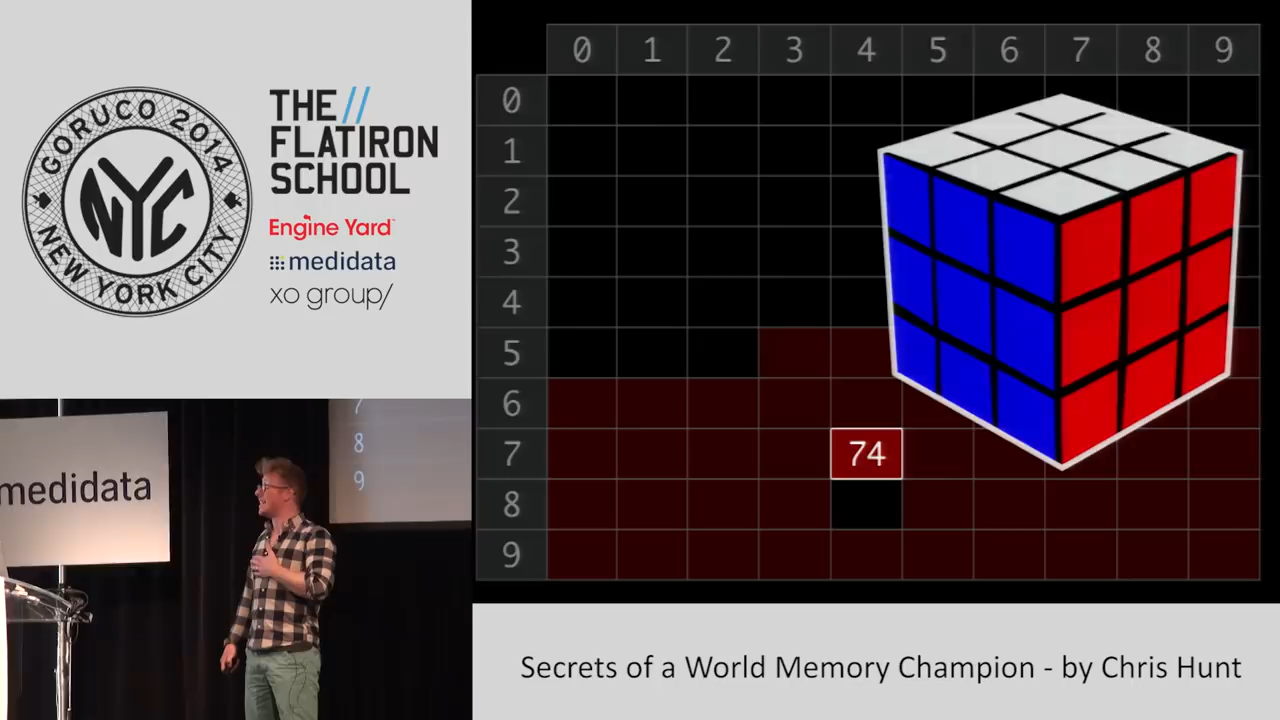 GORUCO 2014
NYC
NEW YORK CITY
THE//
FLATIRON
SCHOOL
Engine Yard
medidata
xo group/
0 1 2 3 4 5 6 7 8 9
0
1
2
3
4
5
6
7 74
8
9
7
8
9
medidata
Secrets of a World Memory Champion - by Chris Hunt